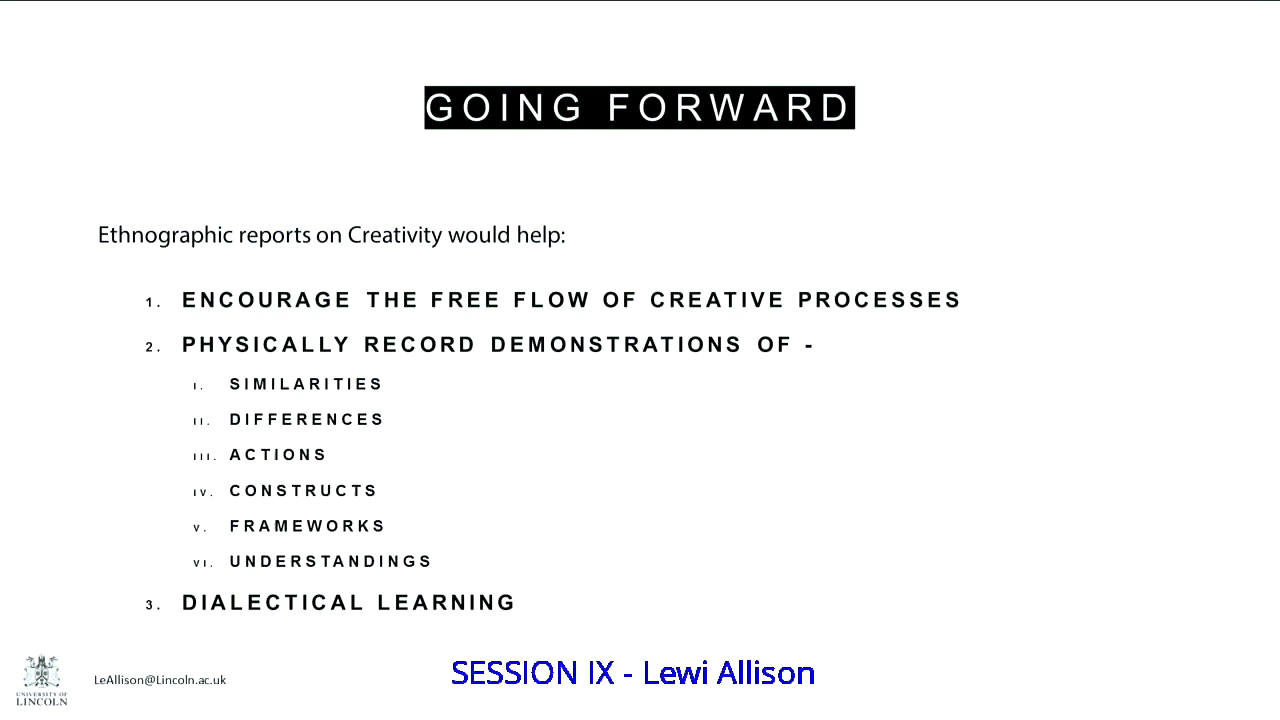 GOING FORWARD
Ethnographic reports on Creativity would help:
1. ENCOURAGE THE FREE FLOW OF CREATIVE PROCESSES
2. PHYSICALLY RECORD DEMONSTRATIONS OF -
I. SIMILARITIES
II. DIFFERENCES
III. ACTIONS
IV. CONSTRUCTS
V. FRAMEWORKS
VI. UNDERSTANDINGS
3. DIALECTICAL LEARNING
UNIVERSITY OF
LINCOLN
LeAllison@Lincoln.ac.uk
SESSION IX - Lewi Allison